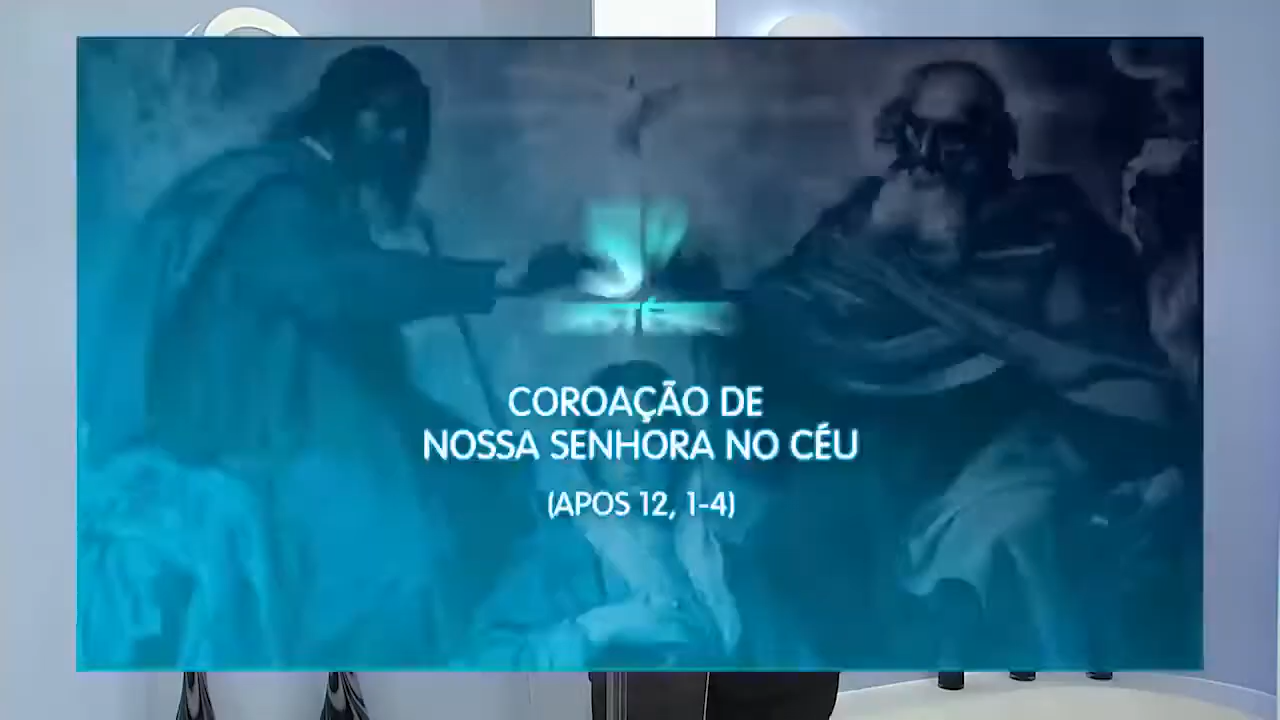 COROAÇÃO DE
NOSSA SENHORA NO CÉU
(APOS 12, 1-4)